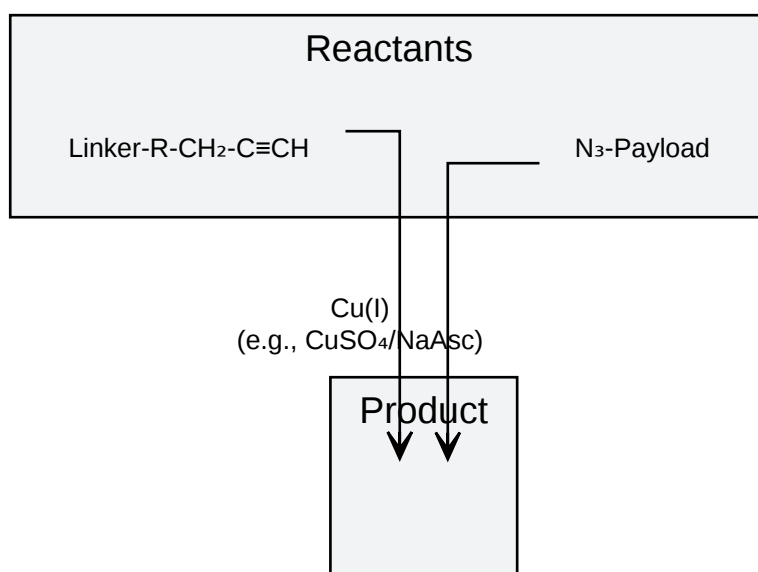 Reactants
Linker-R-CH₂-C≡CH
N₃-Payload
Cu(I)
(e.g., CuSO₄/NaAsc)
Product